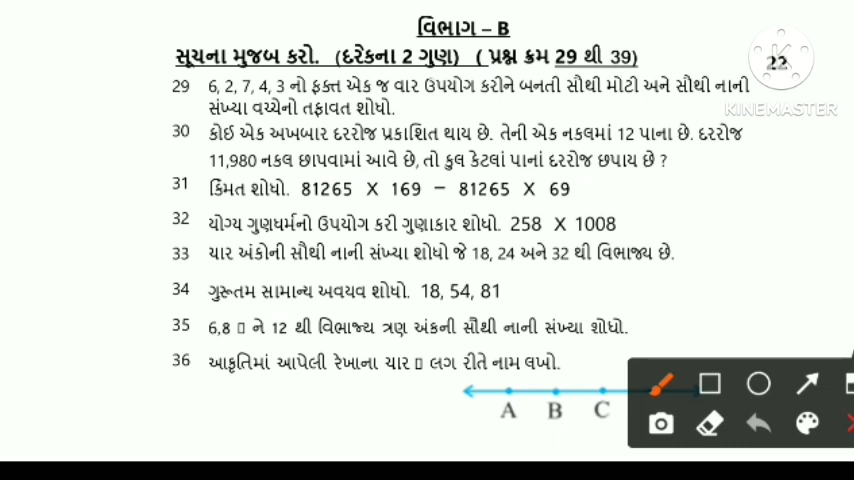 વિભાગ – B
સૂચના મુજબ કરો. (દરેકના 2 ગુણ) ( પ્રશ્ન ક્રમ 29 થી 39) 22
KINEMASTER
29 6, 2, 7, 4, 3 નો ફક્ત એક જ વાર ઉપયોગ કરીને બનતી સૌથી મોટી અને સૌથી નાની
સંખ્યા વચ્ચેનો તફાવત શોધો.
30 કોઈ એક અખબાર દરરોજ પ્રકાશિત થાય છે. તેની એક નકલમાં 12 પાના છે. દરરોજ
11,980 નકલ છાપવામાં આવે છે, તો કુલ કેટલાં પાનાં દરરોજ છપાય છે ?
31 કિંમત શોધો. 81265 X 169 – 81265 X 69
32 યોગ્ય ગુણધર્મનો ઉપયોગ કરી ગુણાકાર શોધો. 258 X 1008
33 ચાર અંકોની સૌથી નાની સંખ્યા શોધો જે 18, 24 અને 32 થી વિભાજ્ય છે.
34 ગુરુતમ સામાન્ય અવયવ શોધો. 18, 54, 81
35 6,8 ▯ ને 12 થી વિભાજ્ય ત્રણ અંકની સૌથી નાની સંખ્યા શોધો.
36 આકૃતિમાં આપેલી રેખાના ચાર ▯ લગ રીતે નામ લખો.
A B C